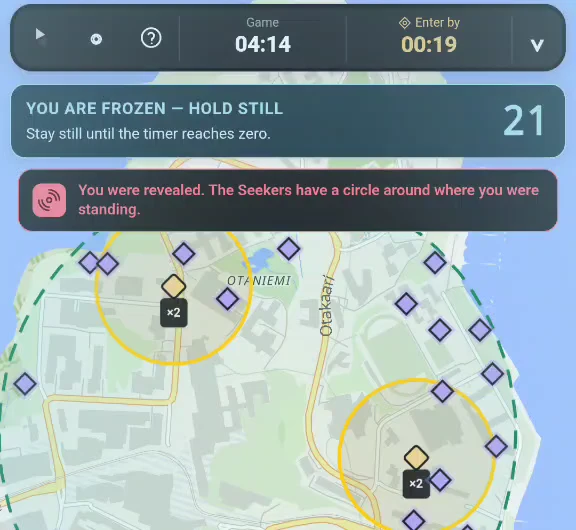 Game
04:14
Enter by
00:19
YOU ARE FROZEN — HOLD STILL
Stay still until the timer reaches zero.
21
You were revealed. The Seekers have a circle around where you were
standing.
OTANIEMI
×2
Otakaari
×2